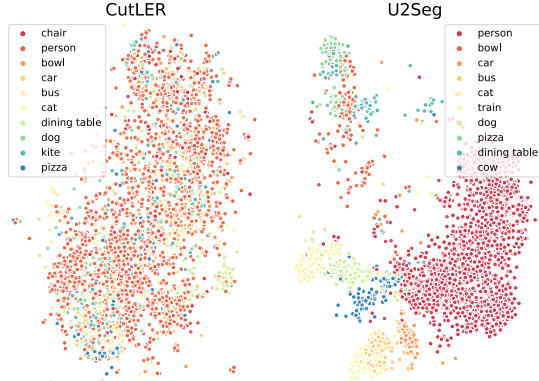 CutLER
chair
person
bowl
car
bus
cat
dining table
dog
kite
pizza
U2Seg
person
bowl
car
bus
cat
train
dog
pizza
dining table
cow